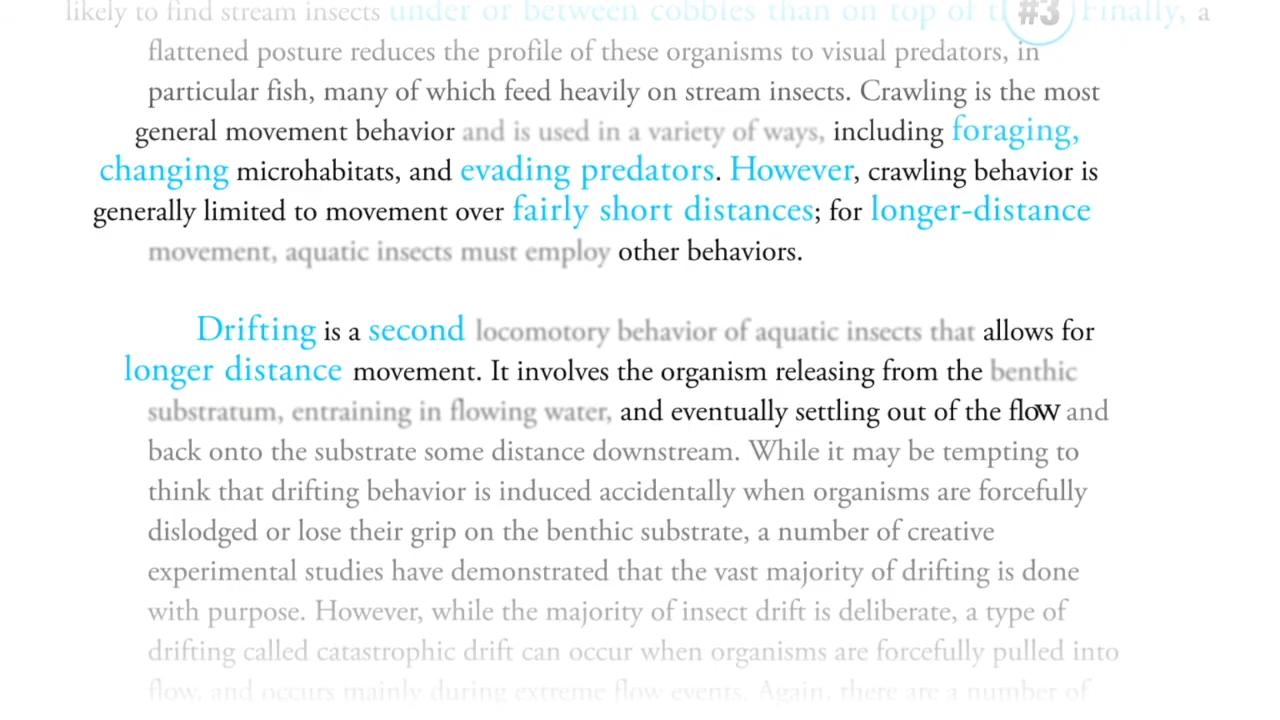 likely to find stream insects under or between cobbles than on top of t #3 Finally, a
flattened posture reduces the profile of these organisms to visual predators, in
particular fish, many of which feed heavily on stream insects. Crawling is the most
general movement behavior and is used in a variety of ways, including foraging,
changing microhabitats, and evading predators. However, crawling behavior is
generally limited to movement over fairly short distances; for longer-distance
movement, aquatic insects must employ other behaviors.
Drifting is a second locomotory behavior of aquatic insects that allows for
longer distance movement. It involves the organism releasing from the benthic
substratum, entraining in flowing water, and eventually settling out of the flow and
back onto the substrate some distance downstream. While it may be tempting to
think that drifting behavior is induced accidentally when organisms are forcefully
dislodged or lose their grip on the benthic substrate, a number of creative
experimental studies have demonstrated that the vast majority of drifting is done
with purpose. However, while the majority of insect drift is deliberate, a type of
drifting called catastrophic drift can occur when organisms are forcefully pulled into
flow, and occurs mainly during extreme flow events. Again, there are a number of